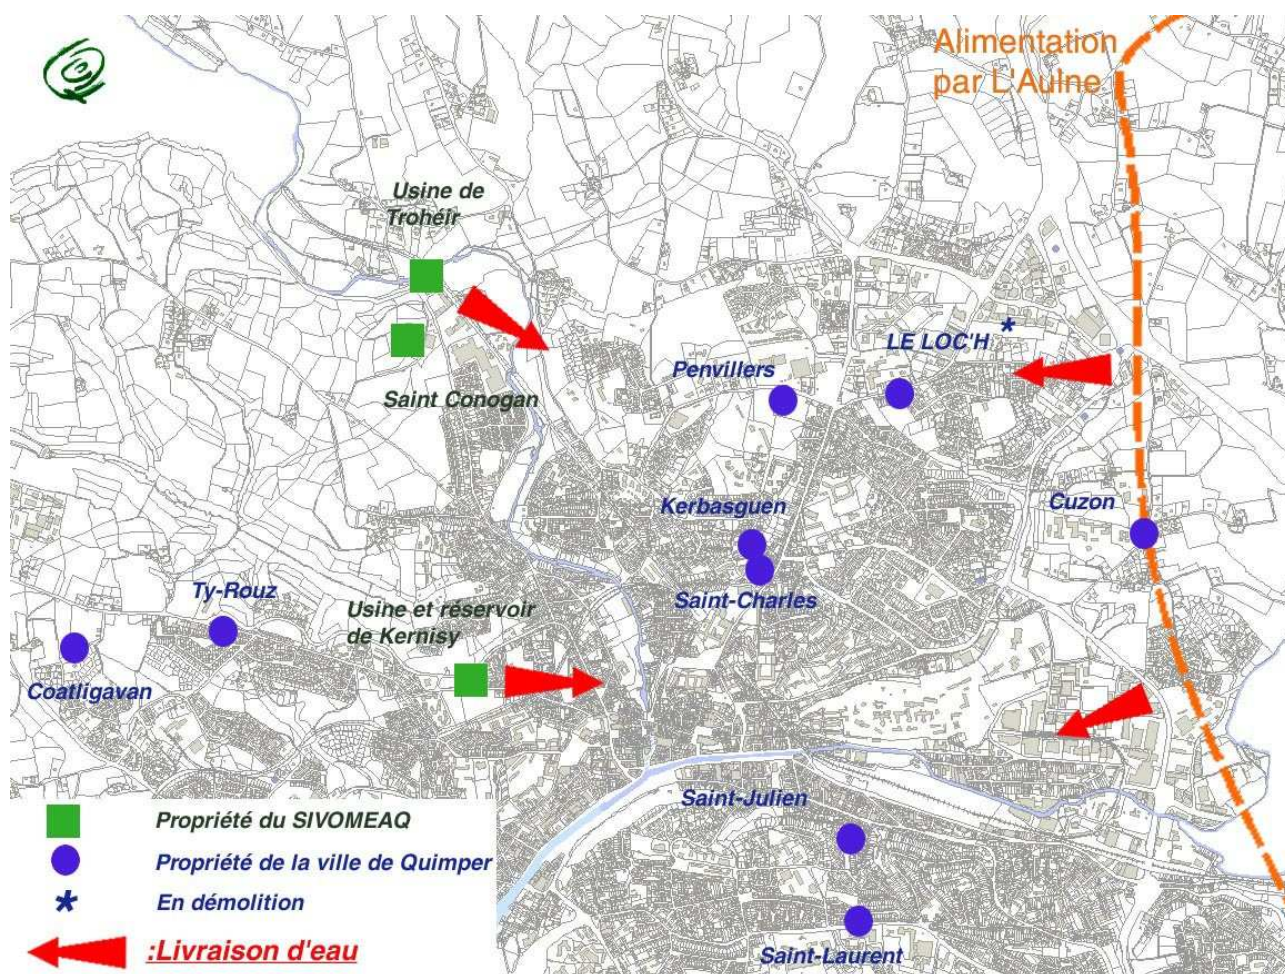 Alimentation
par L'Aulne
Usine de
Trohéir
LE LOC'H *
Penvillers
Saint Conogan
Kerbasguen
Cuzon
Ty-Rouz
Saint-Charles
Usine et réservoir
de Kernisy
Coatligavan
Saint-Julien
Propriété du SIVOMEAQ
Propriété de la ville de Quimper
* En démolition
Saint-Laurent
:Livraison d'eau